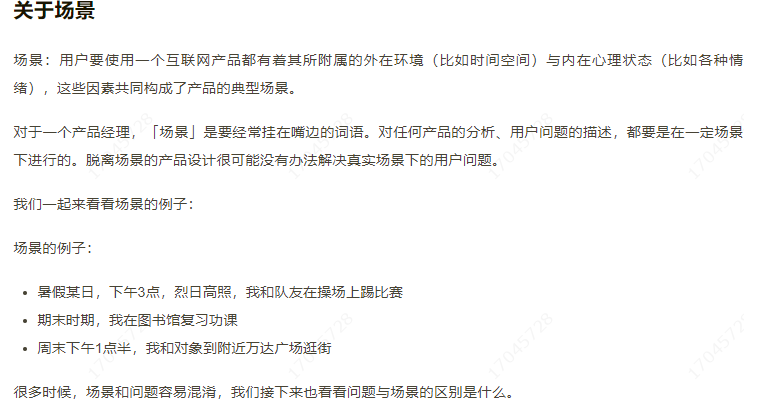 关于场景
场景：用户要使用一个互联网产品都有着其所附属的外在环境（比如时间空间）与内在心理状态（比如各种情
绪），这些因素共同构成了产品的典型场景。
对于一个产品经理，「场景」是要经常挂在嘴边的词语。对任何产品的分析、用户问题的描述，都要是在一定场景
下进行的。脱离场景的产品设计很可能没有办法解决真实场景下的用户问题。
我们一起来看看场景的例子：
场景的例子：
• 暑假某日，下午3点，烈日高照，我和队友在操场上踢比赛
• 期末时期，我在图书馆复习功课
• 周末下午1点半，我和对象到附近万达广场逛街
很多时候，场景和问题容易混淆，我们接下来也看看问题与场景的区别是什么。
17045728
17045728
17045728
17045728
17045728
17045728
17045728
17045728